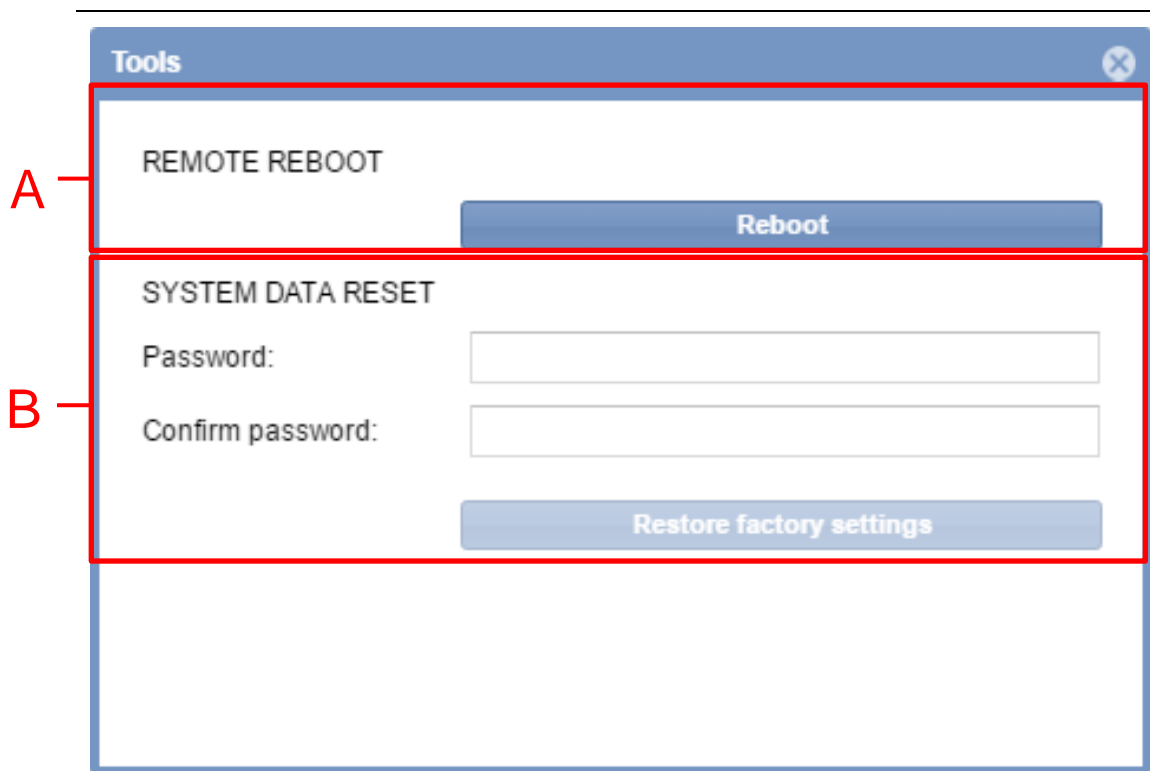 Tools
A
REMOTE REBOOT
Reboot
SYSTEM DATA RESET
Password:
B
Confirm password:
Restore factory settings